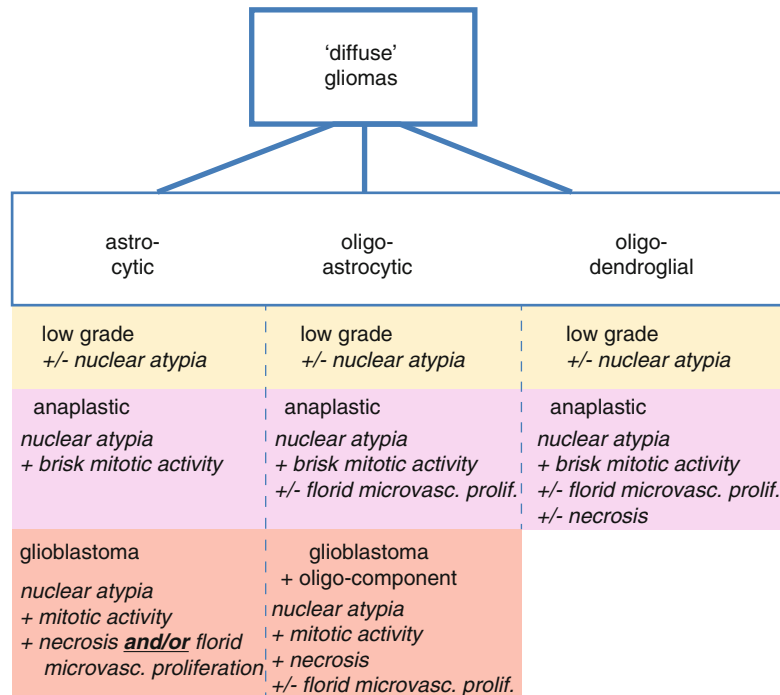 ‘diffuse’
gliomas
astro-
cytic
oligo-
astrocytic
oligo-
dendroglial
low grade
+/- nuclear atypia
low grade
+/- nuclear atypia
low grade
+/- nuclear atypia
anaplastic
nuclear atypia
+ brisk mitotic activity
anaplastic
nuclear atypia
+ brisk mitotic activity
+/- florid microvasc. prolif.
anaplastic
nuclear atypia
+ brisk mitotic activity
+/- florid microvasc. prolif.
+/- necrosis
glioblastoma
nuclear atypia
+ mitotic activity
+ necrosis and/or florid
microvasc. proliferation
glioblastoma
+ oligo-component
nuclear atypia
+ mitotic activity
+ necrosis
+/- florid microvasc. prolif.